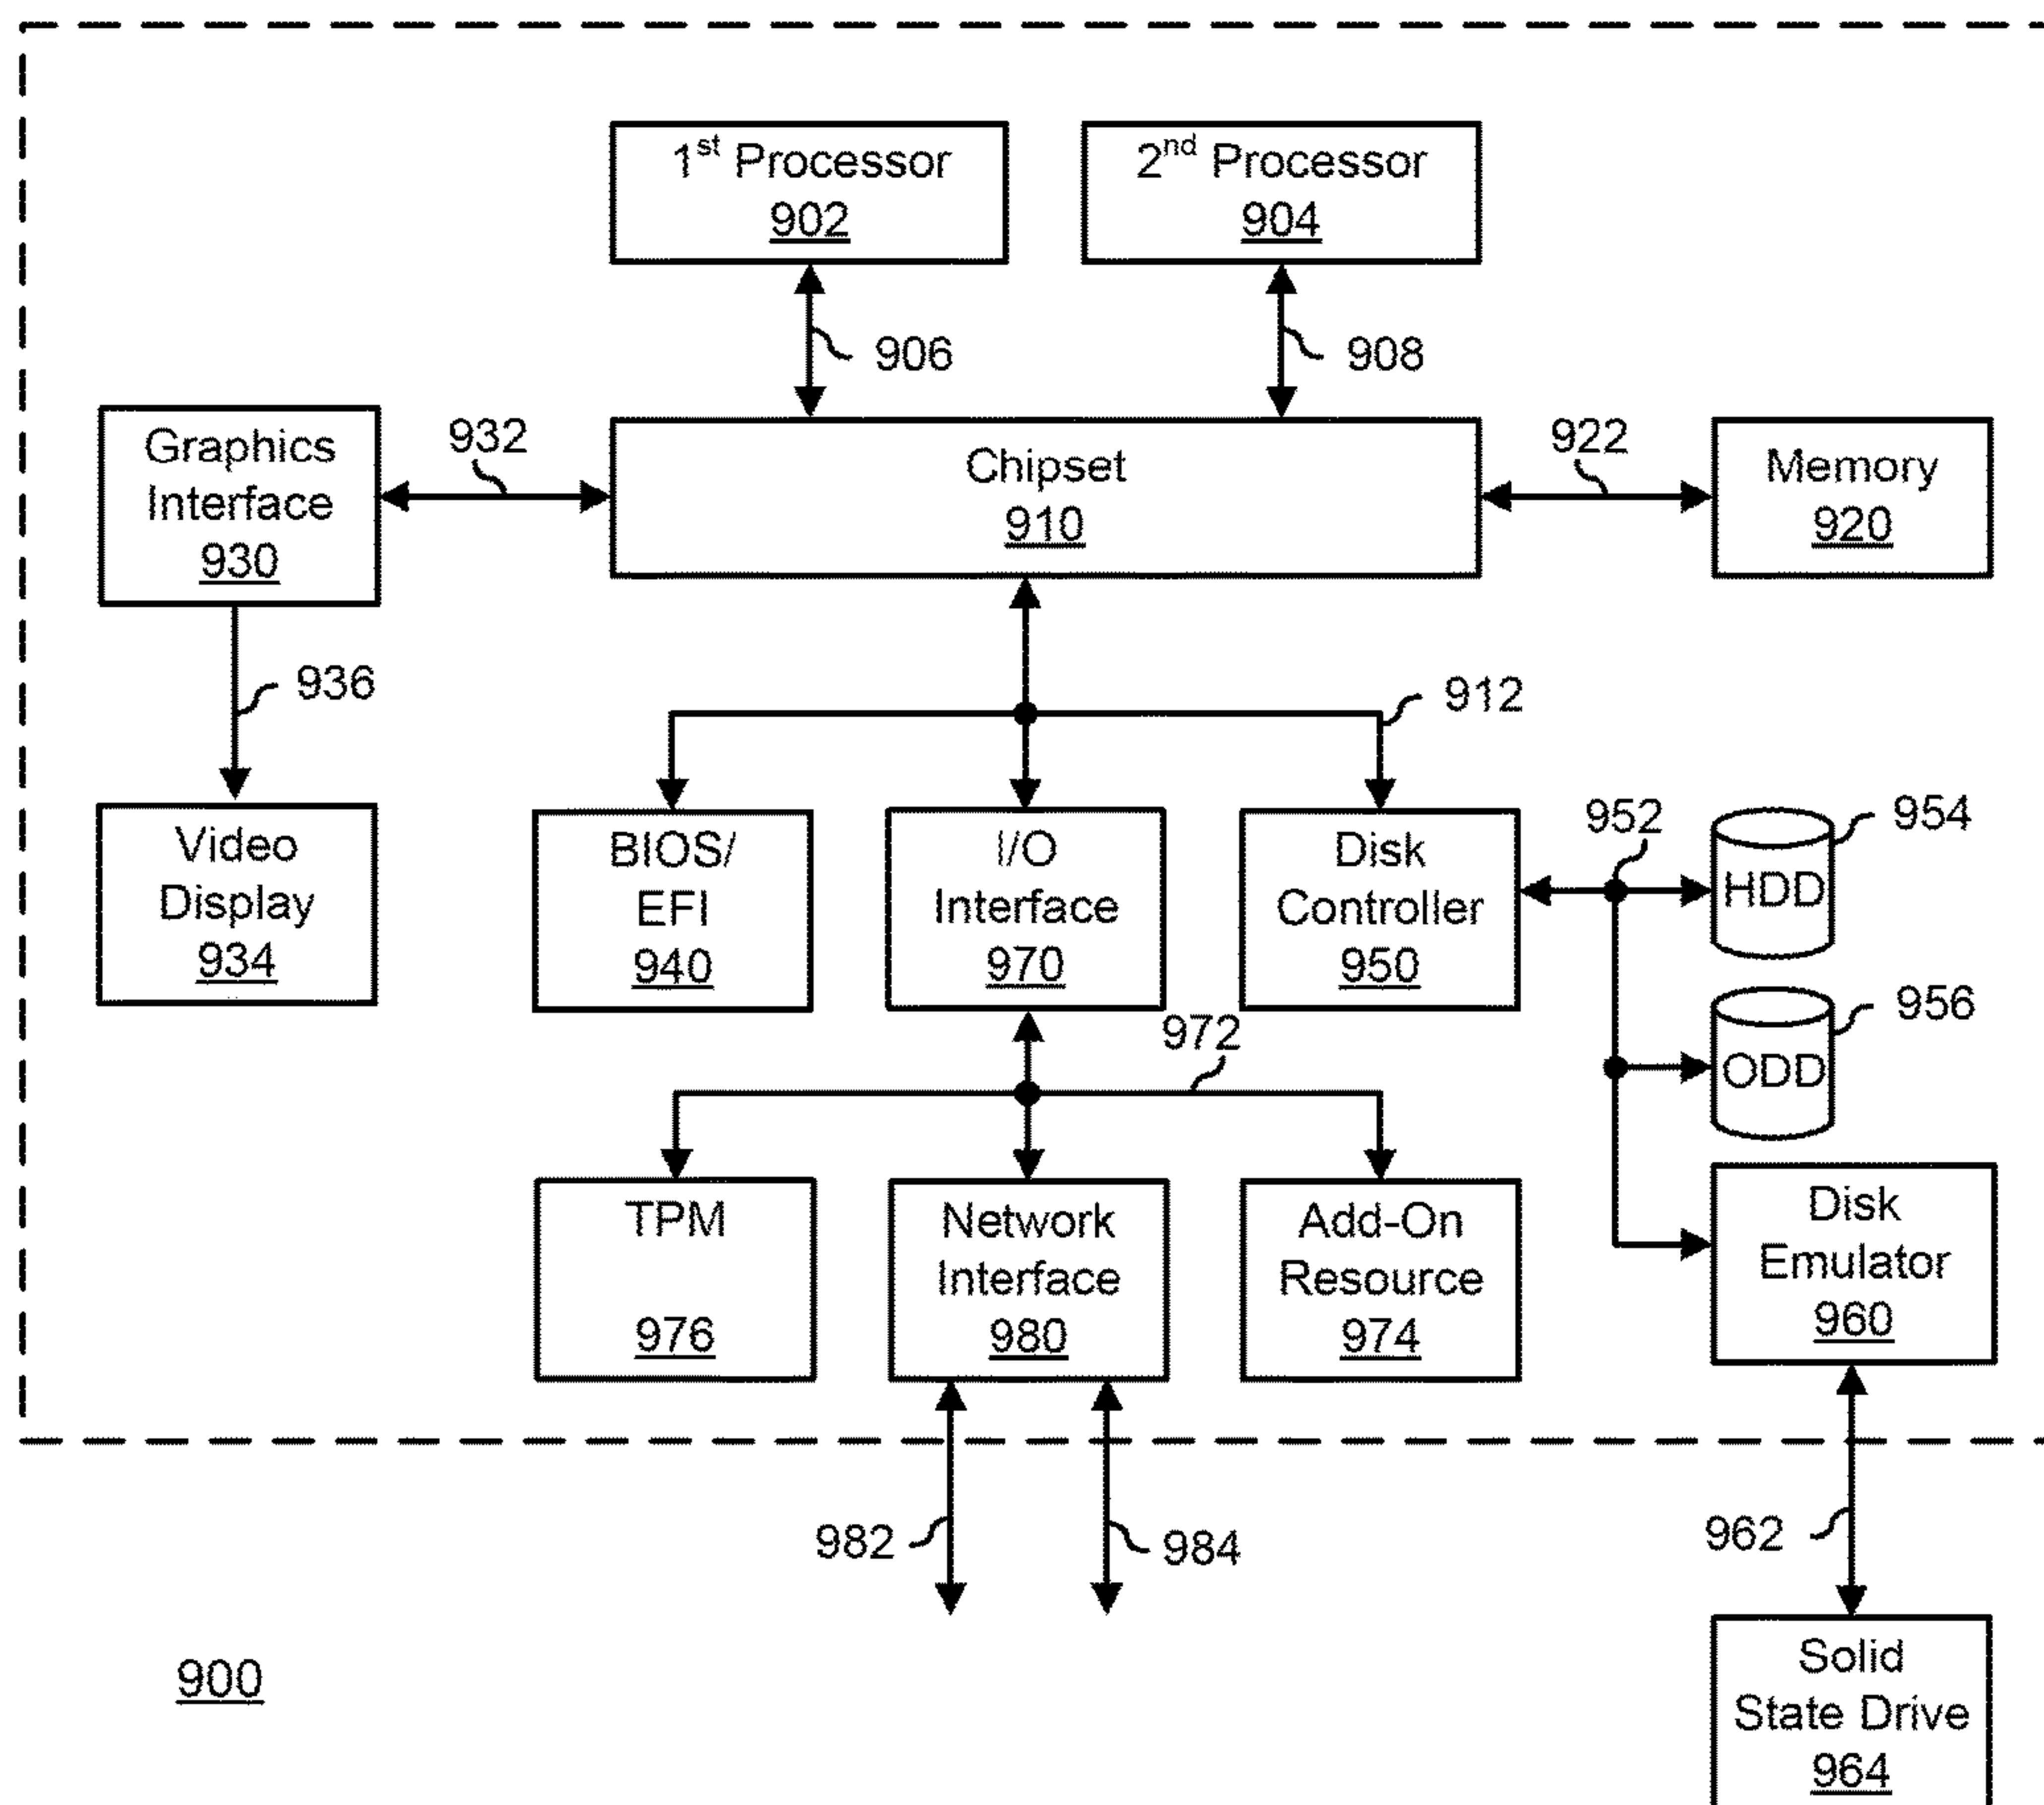 1st Processor
902
2nd Processor
904
906
908
Graphics
Interface
930
932
Chipset
910
922
Memory
920
936
912
Video
Display
934
BIOS/
EFI
940
I/O
Interface
970
Disk
Controller
950
952
954
HDD
956
ODD
972
TPM
976
Network
Interface
980
Add-On
Resource
974
Disk
Emulator
960
982
984
962
900
Solid
State Drive
964